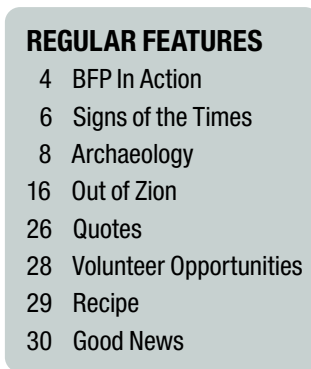 REGULAR FEATURES
4 BFP In Action
6 Signs of the Times
8 Archaeology
16 Out of Zion
26 Quotes
28 Volunteer Opportunities
29 Recipe
30 Good News